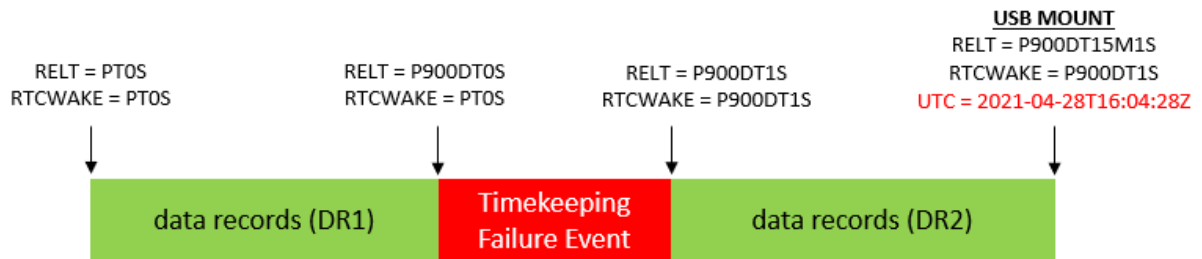 RELT = PT0S
RTCWAKE = PT0S
RELT = P900DT0S
RTCWAKE = PT0S
RELT = P900DT1S
RTCWAKE = P900DT1S
USB MOUNT
RELT = P900DT15M1S
RTCWAKE = P900DT1S
UTC = 2021-04-28T16:04:28Z
data records (DR1)
Timekeeping
Failure Event
data records (DR2)